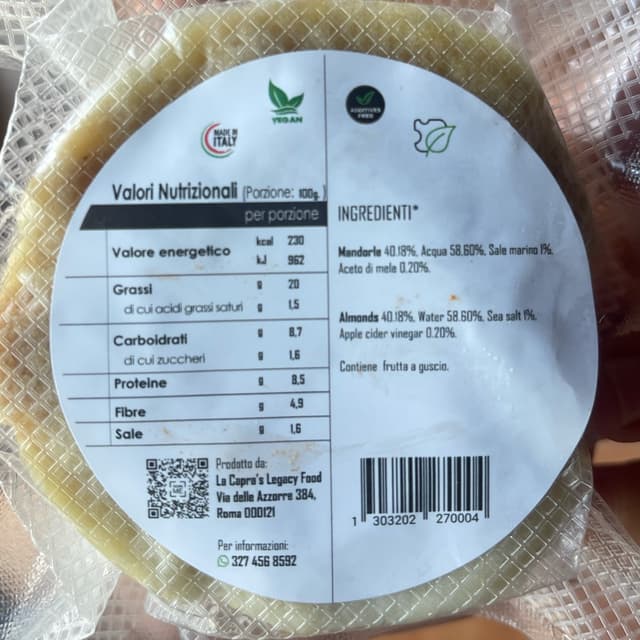 MADE IN
ITALY
VEGAN
ADDITIVES
FREE
Valori Nutrizionali (Porzione: 100g. )
per porzione
Valore energetico kcal 230
kJ 962
Grassi g 20
di cui acidi grassi saturi g 1.5
Carboidrati g 8,7
di cui zuccheri g 1,6
Proteine g 8,5
Fibre g 4,9
Sale g 1,6
INGREDIENTI*
Mandorle 40.18%, Acqua 58.60%, Sale marino 1%.
Aceto di mele 0.20%.
Almonds 40.18%, Water 58.60%, Sea salt 1%.
Apple cider vinegar 0.20%.
Contiene frutta a guscio.
Prodotto da:
La Capra's Legacy Food
Via delle Azzorre 384,
Roma 000121
Per informazioni:
327 456 8592
1 303202 270004